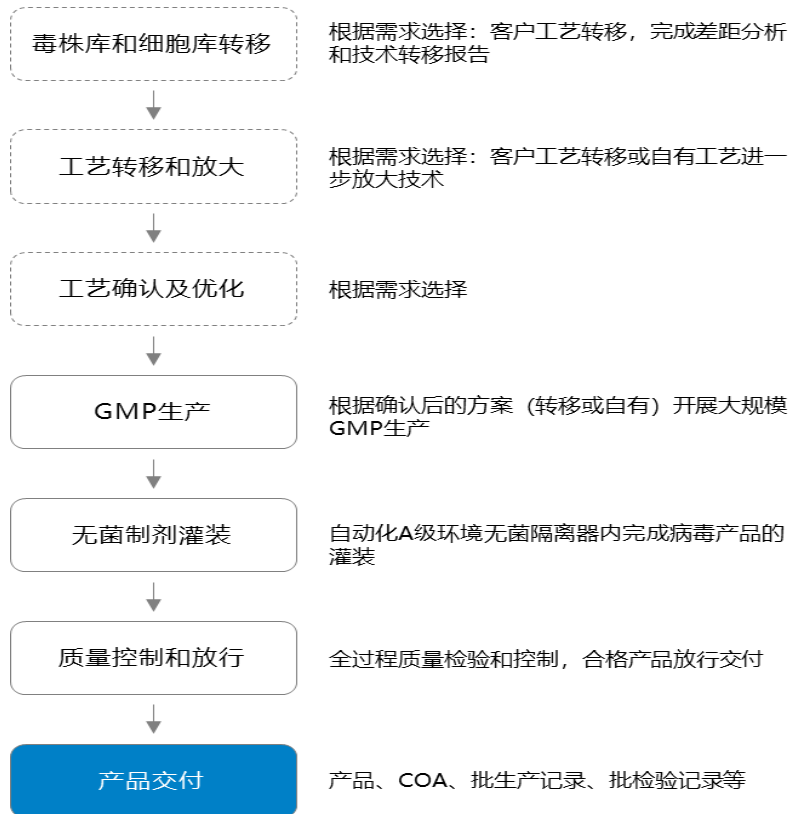 毒株库和细胞库转移
根据需求选择：客户工艺转移，完成差距分析
和技术转移报告
工艺转移和放大
根据需求选择：客户工艺转移或自有工艺进一
步放大技术
工艺确认及优化
根据需求选择
GMP生产
根据确认后的方案（转移或自有）开展大规模
GMP生产
无菌制剂灌装
自动化A级环境无菌隔离器内完成病毒产品的
灌装
质量控制和放行
全过程质量检验和控制，合格产品放行交付
产品交付
产品、COA、批生产记录、批检验记录等